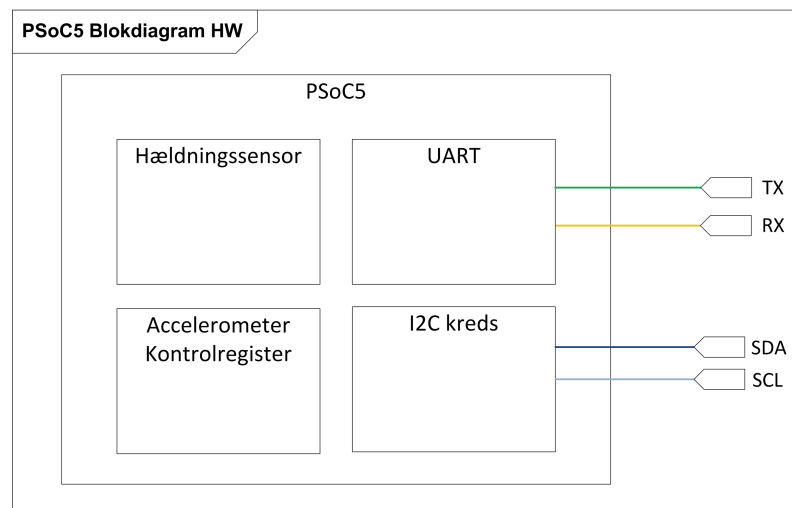 PSoC5 Blokdiagram HW
PSoC5
Hældningssensor
UART
TX
RX
Accelerometer
Kontrolregister
I2C kreds
SDA
SCL